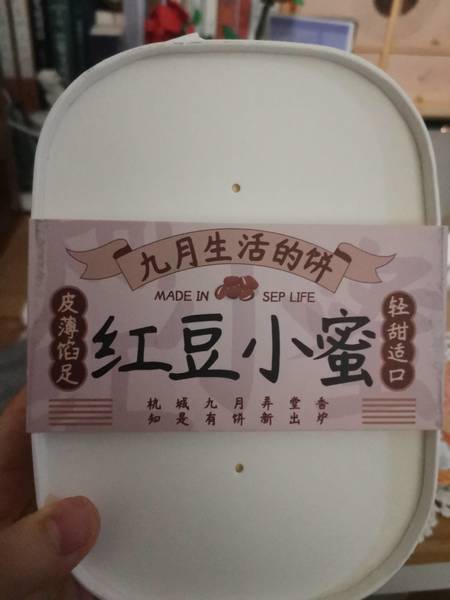 九月生活的饼
MADE IN SEP LIFE
皮薄馅足
红豆小蜜
轻甜适口
杭城九月弄堂香
知是有饼新出炉